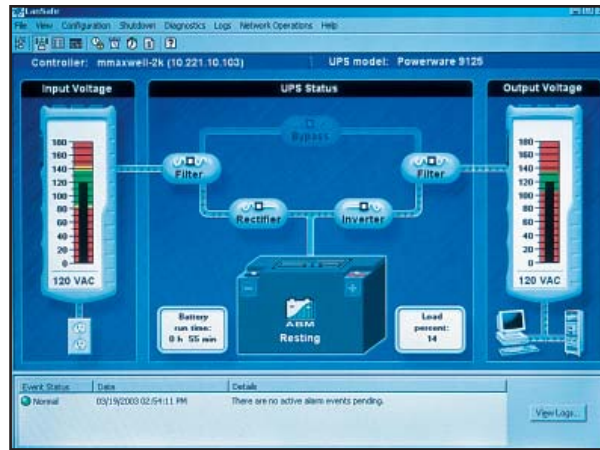 LanSafe
File View Configuration Shutdown Diagnostics Logs Network Operations Help
Controller: mmaxwell-2k (10.221.10.103) UPS model: Powerware 9125
Input Voltage
180
160
140
120
100
80
60
40
20
0
120 VAC
UPS Status
Bypass
Filter
Filter
Rectifier
Inverter
ABM
Resting
Battery
run time:
0 h 55 min
Load
percent:
14
Output Voltage
180
160
140
120
100
80
60
40
20
0
120 VAC
Event Status Date Details
Normal 03/19/2003 02:54:11 PM There are no active alarm events pending.
View Logs...